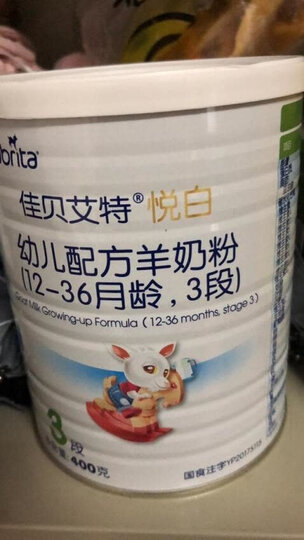 brita®
佳贝艾特®悦白
幼儿配方羊奶粉
(12-36月龄，3段)
Goat Milk Growing-up Formula (12-36 months, stage 3)
3段
400克
国食注字YP20175115